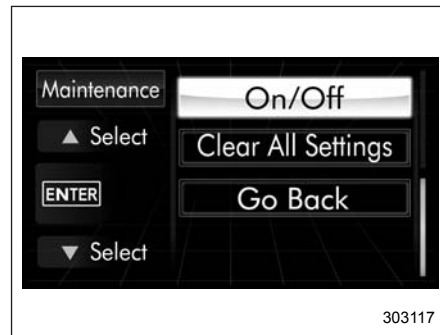 Maintenance
▲ Select
ENTER
▼ Select
On/Off
Clear All Settings
Go Back
303117